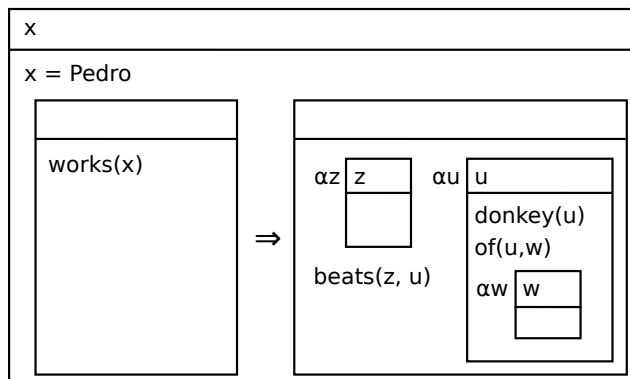 x
x = Pedro
works(x)
⇒
αz z
αu u
donkey(u)
of(u,w)
beats(z, u)
αw w